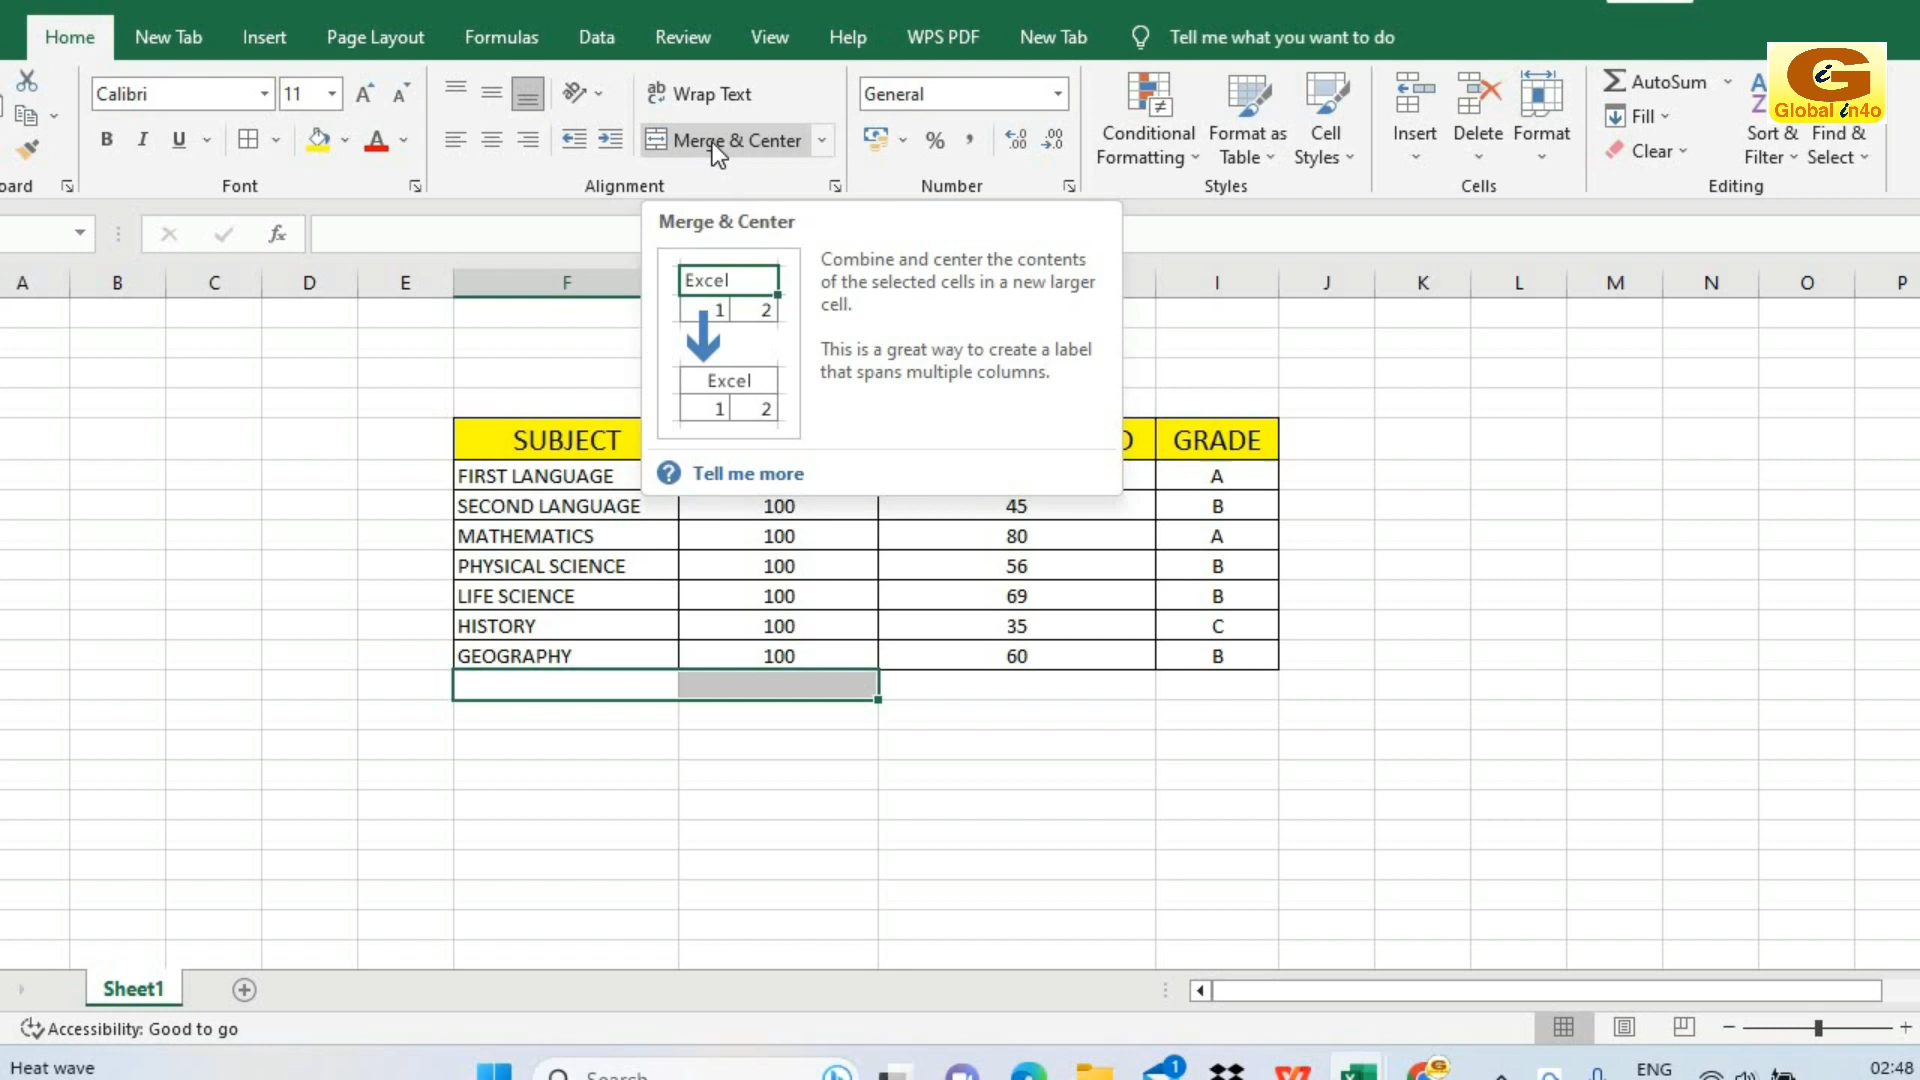 Home New Tab Insert Page Layout Formulas Data Review View Help WPS PDF New Tab Tell me what you want to do
Calibri 11 Wrap Text General AutoSum
Global in4o
B I U Merge & Center Conditional Formatting Format as Table Cell Styles Insert Delete Format Fill Clear Sort & Filter Find & Select
Font Alignment Number Styles Cells Editing
fx
Merge & Center
Combine and center the contents
of the selected cells in a new larger
cell.
This is a great way to create a label
that spans multiple columns.
Excel
1 2
Excel
1 2
Tell me more
A B C D E F I J K L M N O P
SUBJECT GRADE
FIRST LANGUAGE A
SECOND LANGUAGE 100 45 B
MATHEMATICS 100 80 A
PHYSICAL SCIENCE 100 56 B
LIFE SCIENCE 100 69 B
HISTORY 100 35 C
GEOGRAPHY 100 60 B
Sheet1
Accessibility: Good to go
Heat wave Search 1 ENG 02:48